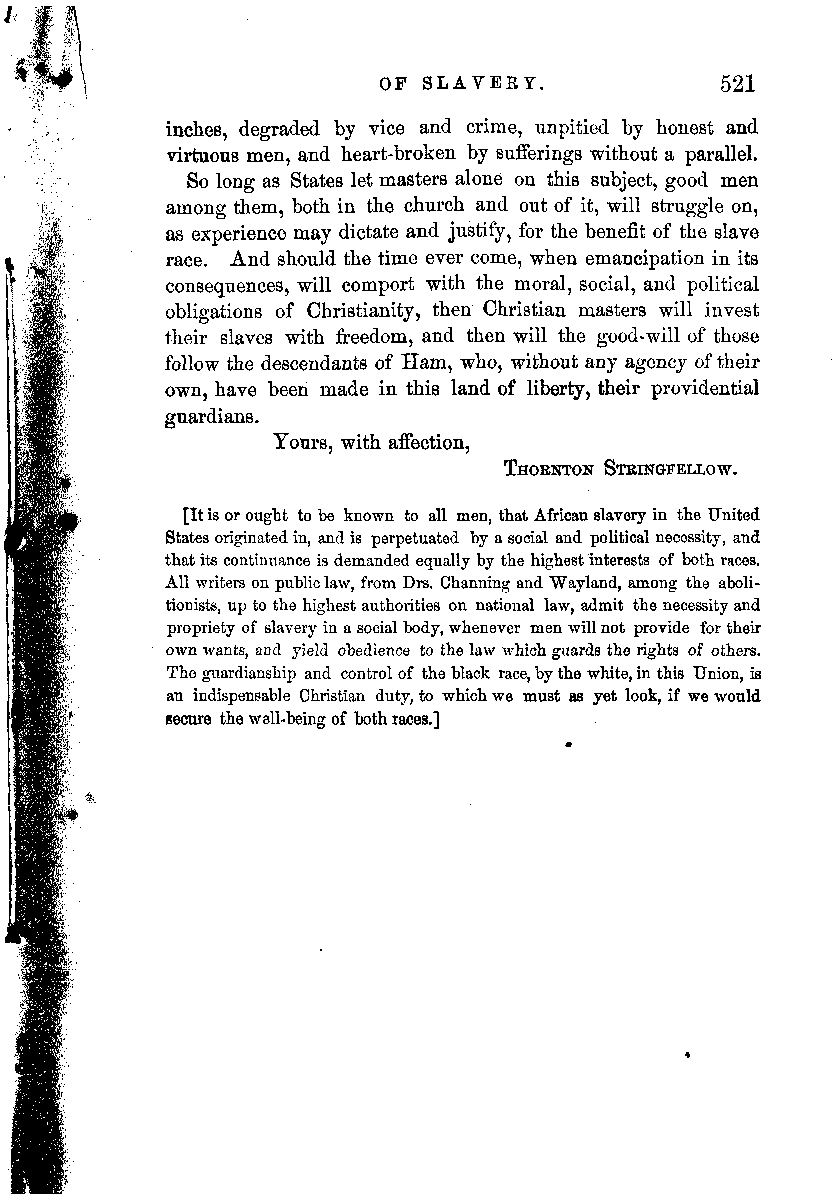 OF SLAVERY. 521
inches, degraded by vice and crime, unpitied by honest and
virtuous men, and heart-broken by sufferings without a parallel.
So long as States let masters alone on this subject, good men
among them, both in the church and out of it, will struggle on,
as experience may dictate and justify, for the benefit of the slave
race. And should the time ever come, when emancipation in its
consequences, will comport with the moral, social, and political
obligations of Christianity, then Christian masters will invest
their slaves with freedom, and then will the good-will of those
follow the descendants of Ham, who, without any agency of their
own, have been made in this land of liberty, their providential
guardians.
Yours, with affection,
THORNTON STRINGFELLOW.
[It is or ought to be known to all men, that African slavery in the United
States originated in, and is perpetuated by a social and political necessity, and
that its continuance is demanded equally by the highest interests of both races.
All writers on public law, from Drs. Channing and Wayland, among the aboli-
tionists, up to the highest authorities on national law, admit the necessity and
propriety of slavery in a social body, whenever men will not provide for their
own wants, and yield obedience to the law which guards the rights of others.
The guardianship and control of the black race, by the white, in this Union, is
an indispensable Christian duty, to which we must as yet look, if we would
secure the well-being of both races.]